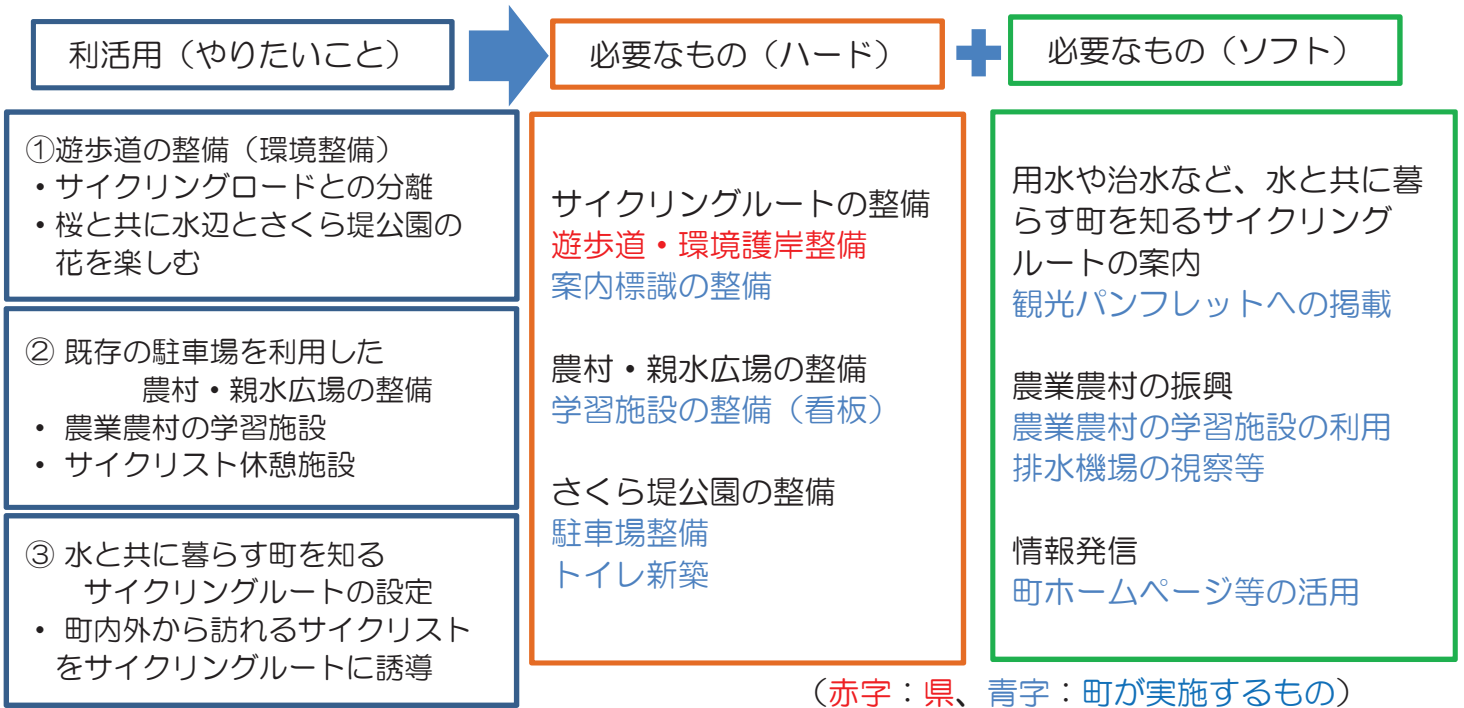 利活用（やりたいこと）
必要なもの（ハード）
必要なもの（ソフト）
①遊歩道の整備（環境整備）
・サイクリングロードとの分離
・桜と共に水辺とさくら堤公園の
花を楽しむ
② 既存の駐車場を利用した
農村・親水広場の整備
・ 農業農村の学習施設
・ サイクリスト休憩施設
③ 水と共に暮らす町を知る
サイクリングルートの設定
・ 町内外から訪れるサイクリスト
をサイクリングルートに誘導
サイクリングルートの整備
遊歩道・環境護岸整備
案内標識の整備
農村・親水広場の整備
学習施設の整備（看板）
さくら堤公園の整備
駐車場整備
トイレ新築
用水や治水など、水と共に暮
らす町を知るサイクリング
ルートの案内
観光パンフレットへの掲載
農業農村の振興
農業農村の学習施設の利用
排水機場の視察等
情報発信
町ホームページ等の活用
（赤字：県、青字：町が実施するもの）